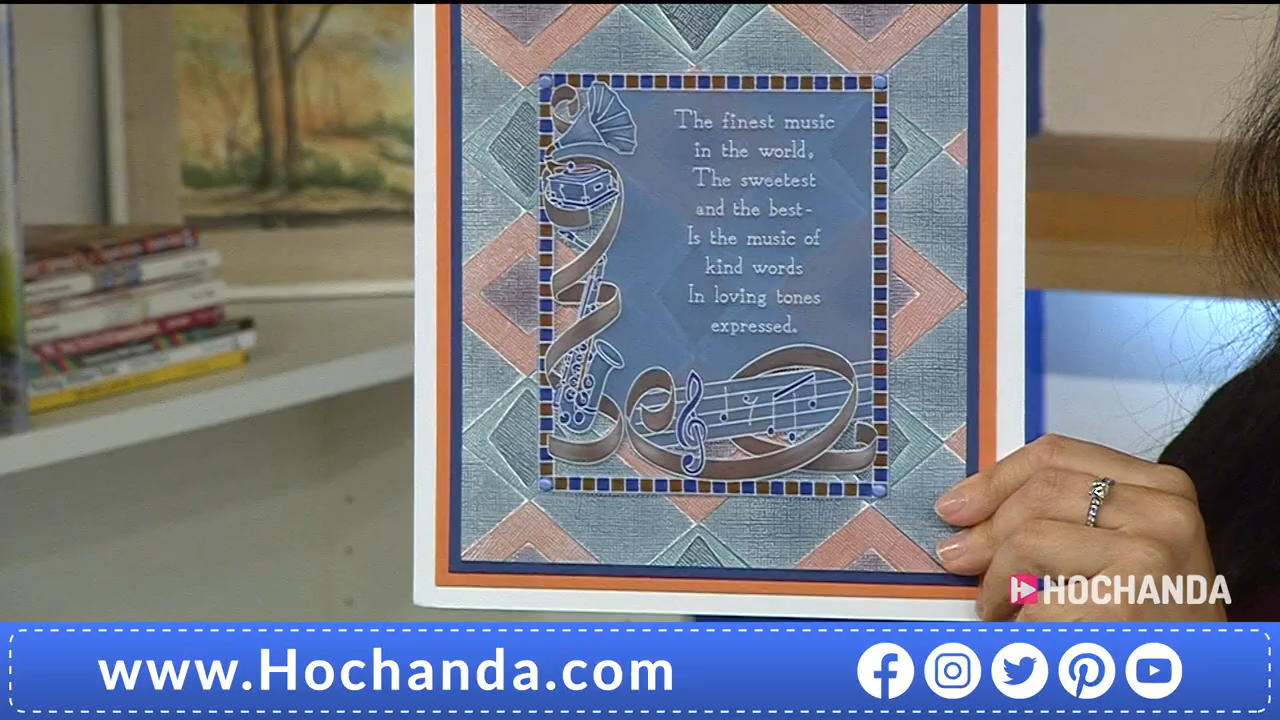 The finest music
in the world,
The sweetest
and the best-
Is the music of
kind words
In loving tones
expressed.
HOCHANDA
www.Hochanda.com